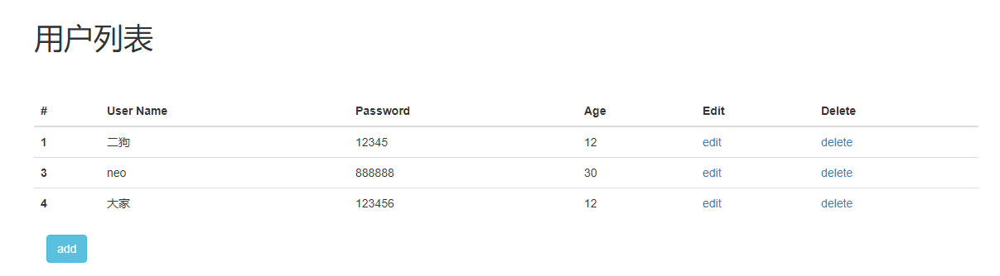 用户列表
# User Name Password Age Edit Delete
1 二狗 12345 12 edit delete
3 neo 888888 30 edit delete
4 大家 123456 12 edit delete
add